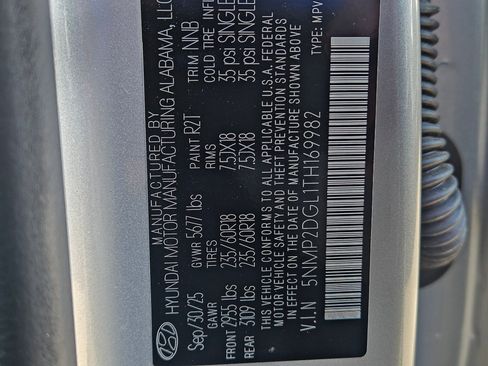 MANUFACTURED BY
HYUNDAI MOTOR MANUFACTURING ALABAMA, LLC
Sep/30/25 PAINT R2T TRIM NNB
GVWR 5677 lbs COLD TIRE INFL
TIRES RIMS
FRONT 2955 lbs 235/60R18 7.5JX18 35 psi SINGLE
GAWR
REAR 3109 lbs 235/60R18 7.5JX18 35 psi SINGLE
THIS VEHICLE CONFORMS TO ALL APPLICABLE U.S.A. FEDERAL
MOTOR VEHICLE SAFETY AND THEFT PREVENTION STANDARDS
IN EFFECT ON THE DATE OF MANUFACTURE SHOWN ABOVE
V.I.N 5NMP2DGL1TH169982 TYPE: MPV